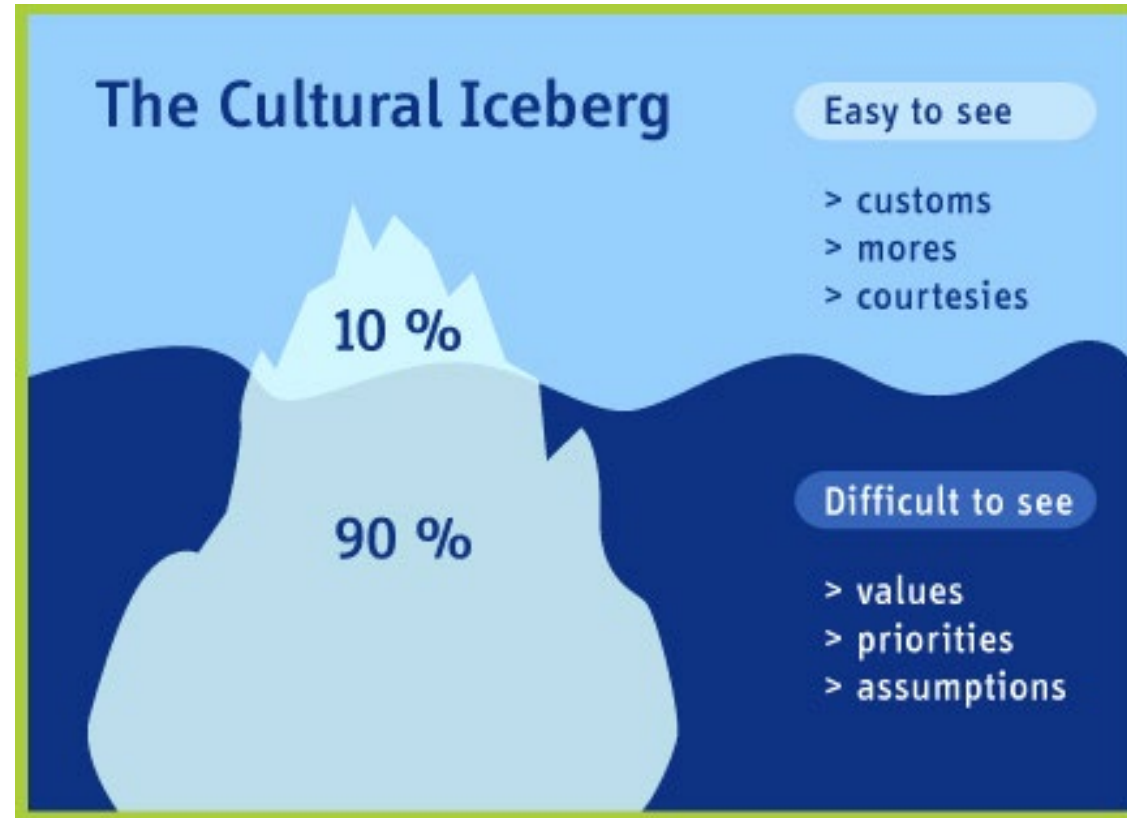 The Cultural Iceberg
10 %
90 %
Easy to see
> customs
> mores
> courtesies
Difficult to see
> values
> priorities
> assumptions